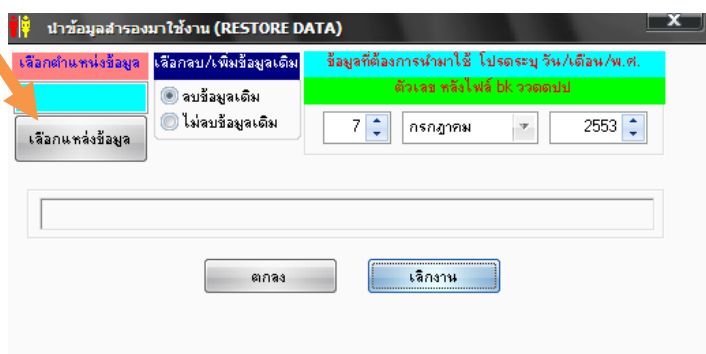 นำข้อมูลสำรองมาใช้งาน (RESTORE DATA)
x
เลือกตำแหน่งข้อมูล
เลือกลบ/เพิ่มข้อมูลเดิม
ข้อมูลที่ต้องการนำมาใช้ โปรดระบุ วัน/เดือน/พ.ศ.
ตัวเลข หลังไฟล์ bk ววดดปป
ลบข้อมูลเดิม
ไม่ลบข้อมูลเดิม
7 กรกฎาคม 2553
เลือกแหล่งข้อมูล
ตกลง เลิกงาน